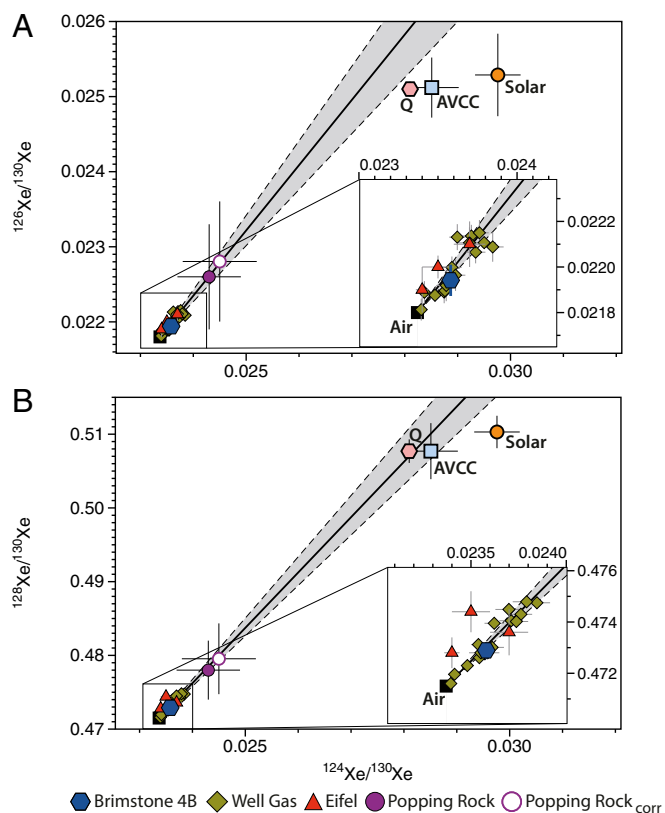 A
0.026
0.025
0.024
0.023
0.022
126Xe/130Xe
Q
AVCC
Solar
0.023
0.024
0.0222
0.0220
0.0218
Air
0.025
0.030
B
0.51
0.50
0.49
0.48
0.47
128Xe/130Xe
Q
AVCC
Solar
0.0235
0.0240
0.476
0.474
0.472
Air
0.025
0.030
124Xe/130Xe
Brimstone 4B Well Gas Eifel Popping Rock Popping Rock corr